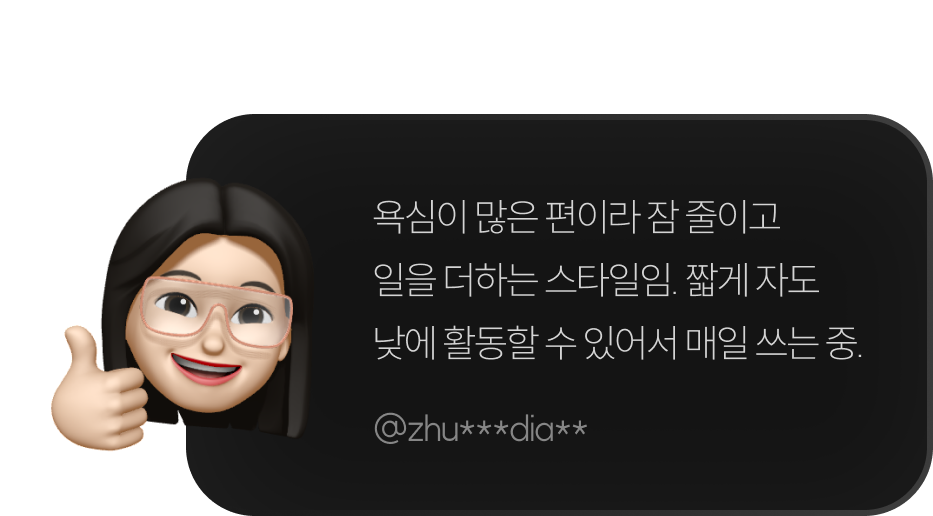 욕심이 많은 편이라 잠 줄이고
일을 더하는 스타일임. 짧게 자도
낮에 활동할 수 있어서 매일 쓰는 중.
@zhu***dia**